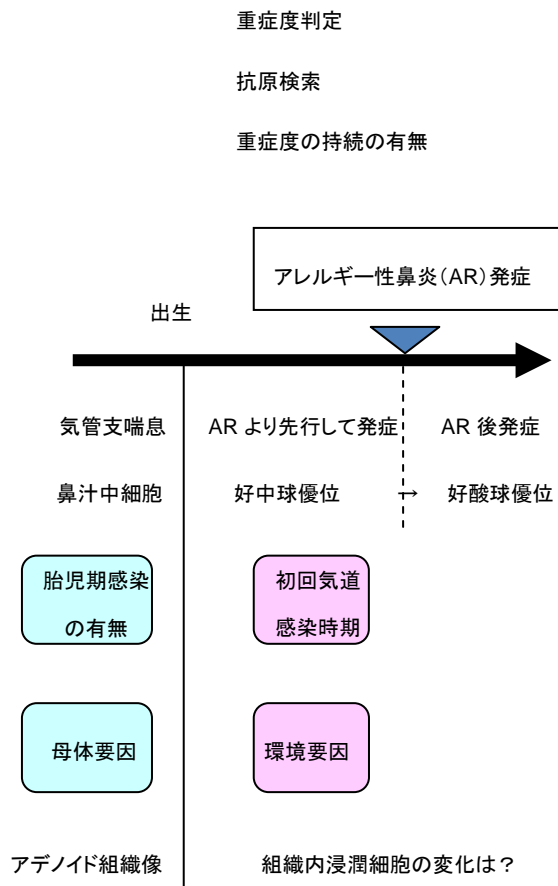 重症度判定
抗原検索
重症度の持続の有無
アレルギー性鼻炎(AR)発症
出生
気管支喘息 AR より先行して発症 AR 後発症
鼻汁中細胞 好中球優位 → 好酸球優位
胎児期感染
の有無
初回気道
感染時期
母体要因 環境要因
アデノイド組織像 組織内浸潤細胞の変化は?